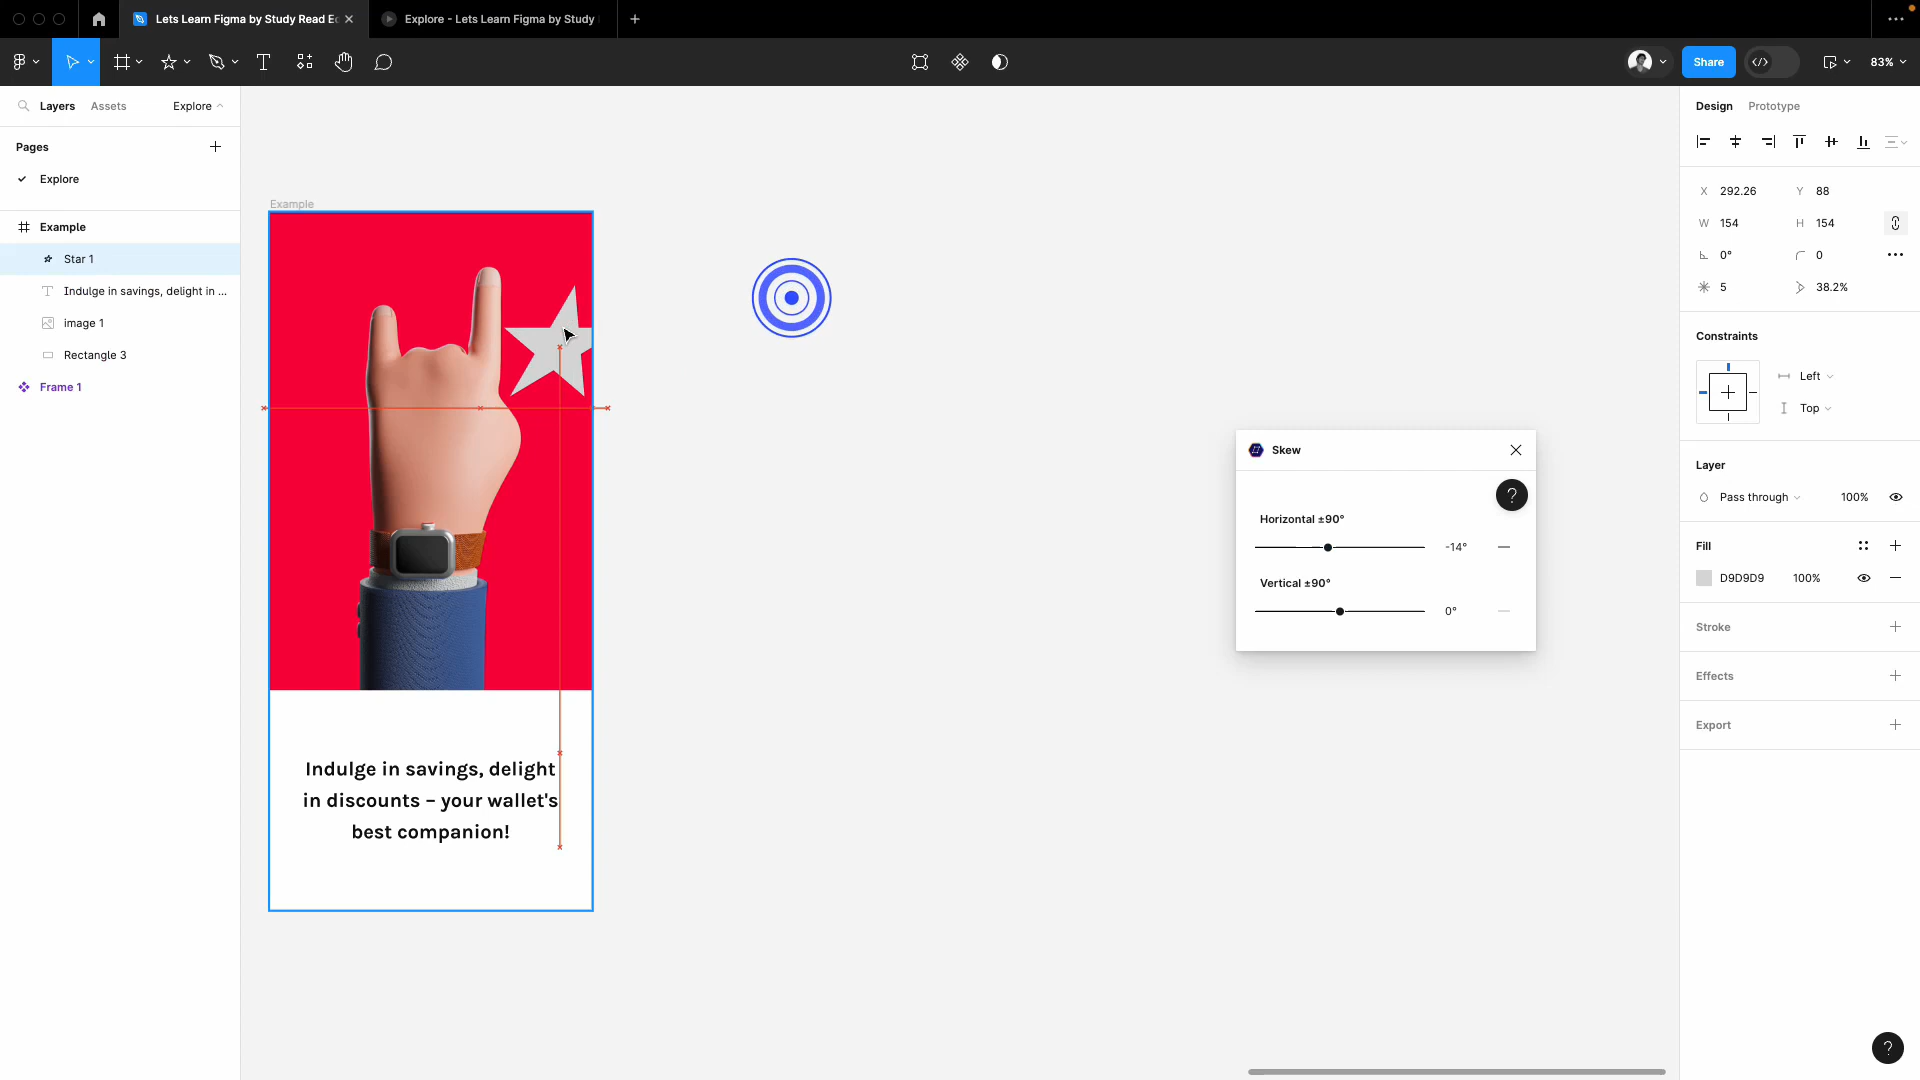 Lets Learn Figma by Study Read Ed
Explore - Lets Learn Figma by Study
Share
83%
Layers
Assets
Explore
Pages
Explore
Example
Star 1
Indulge in savings, delight in ...
image 1
Rectangle 3
Frame 1
Example
Indulge in savings, delight
in discounts – your wallet's
best companion!
Skew
?
Horizontal ±90°
-14°
Vertical ±90°
0°
Design
Prototype
X 292.26
Y 88
W 154
H 154
0°
0
5
38.2%
Constraints
Left
Top
Layer
Pass through
100%
Fill
D9D9D9
100%
Stroke
Effects
Export
?